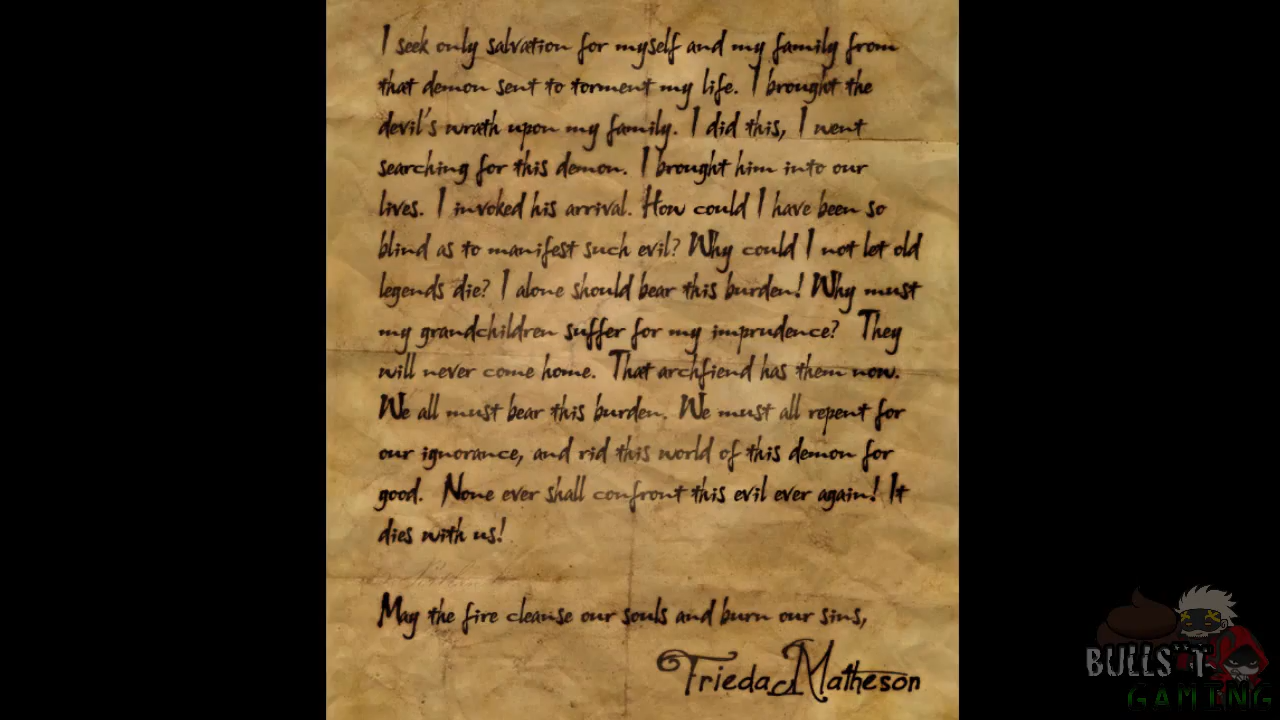 I seek only salvation for myself and my family from
that demon sent to torment my life. I brought the
devil's wrath upon my family. I did this, I went
searching for this demon. I brought him into our
lives. I invoked his arrival. How could I have been so
blind as to manifest such evil? Why could I not let old
legends die? I alone should bear this burden! Why must
my grandchildren suffer for my imprudence? They
will never come home. That archfiend has them now.
We all must bear this burden. We must all repent for
our ignorance, and rid this world of this demon for
good. None ever shall confront this evil ever again! It
dies with us!
May the fire cleanse our souls and burn our sins,
Frieda Matheson
GAMING